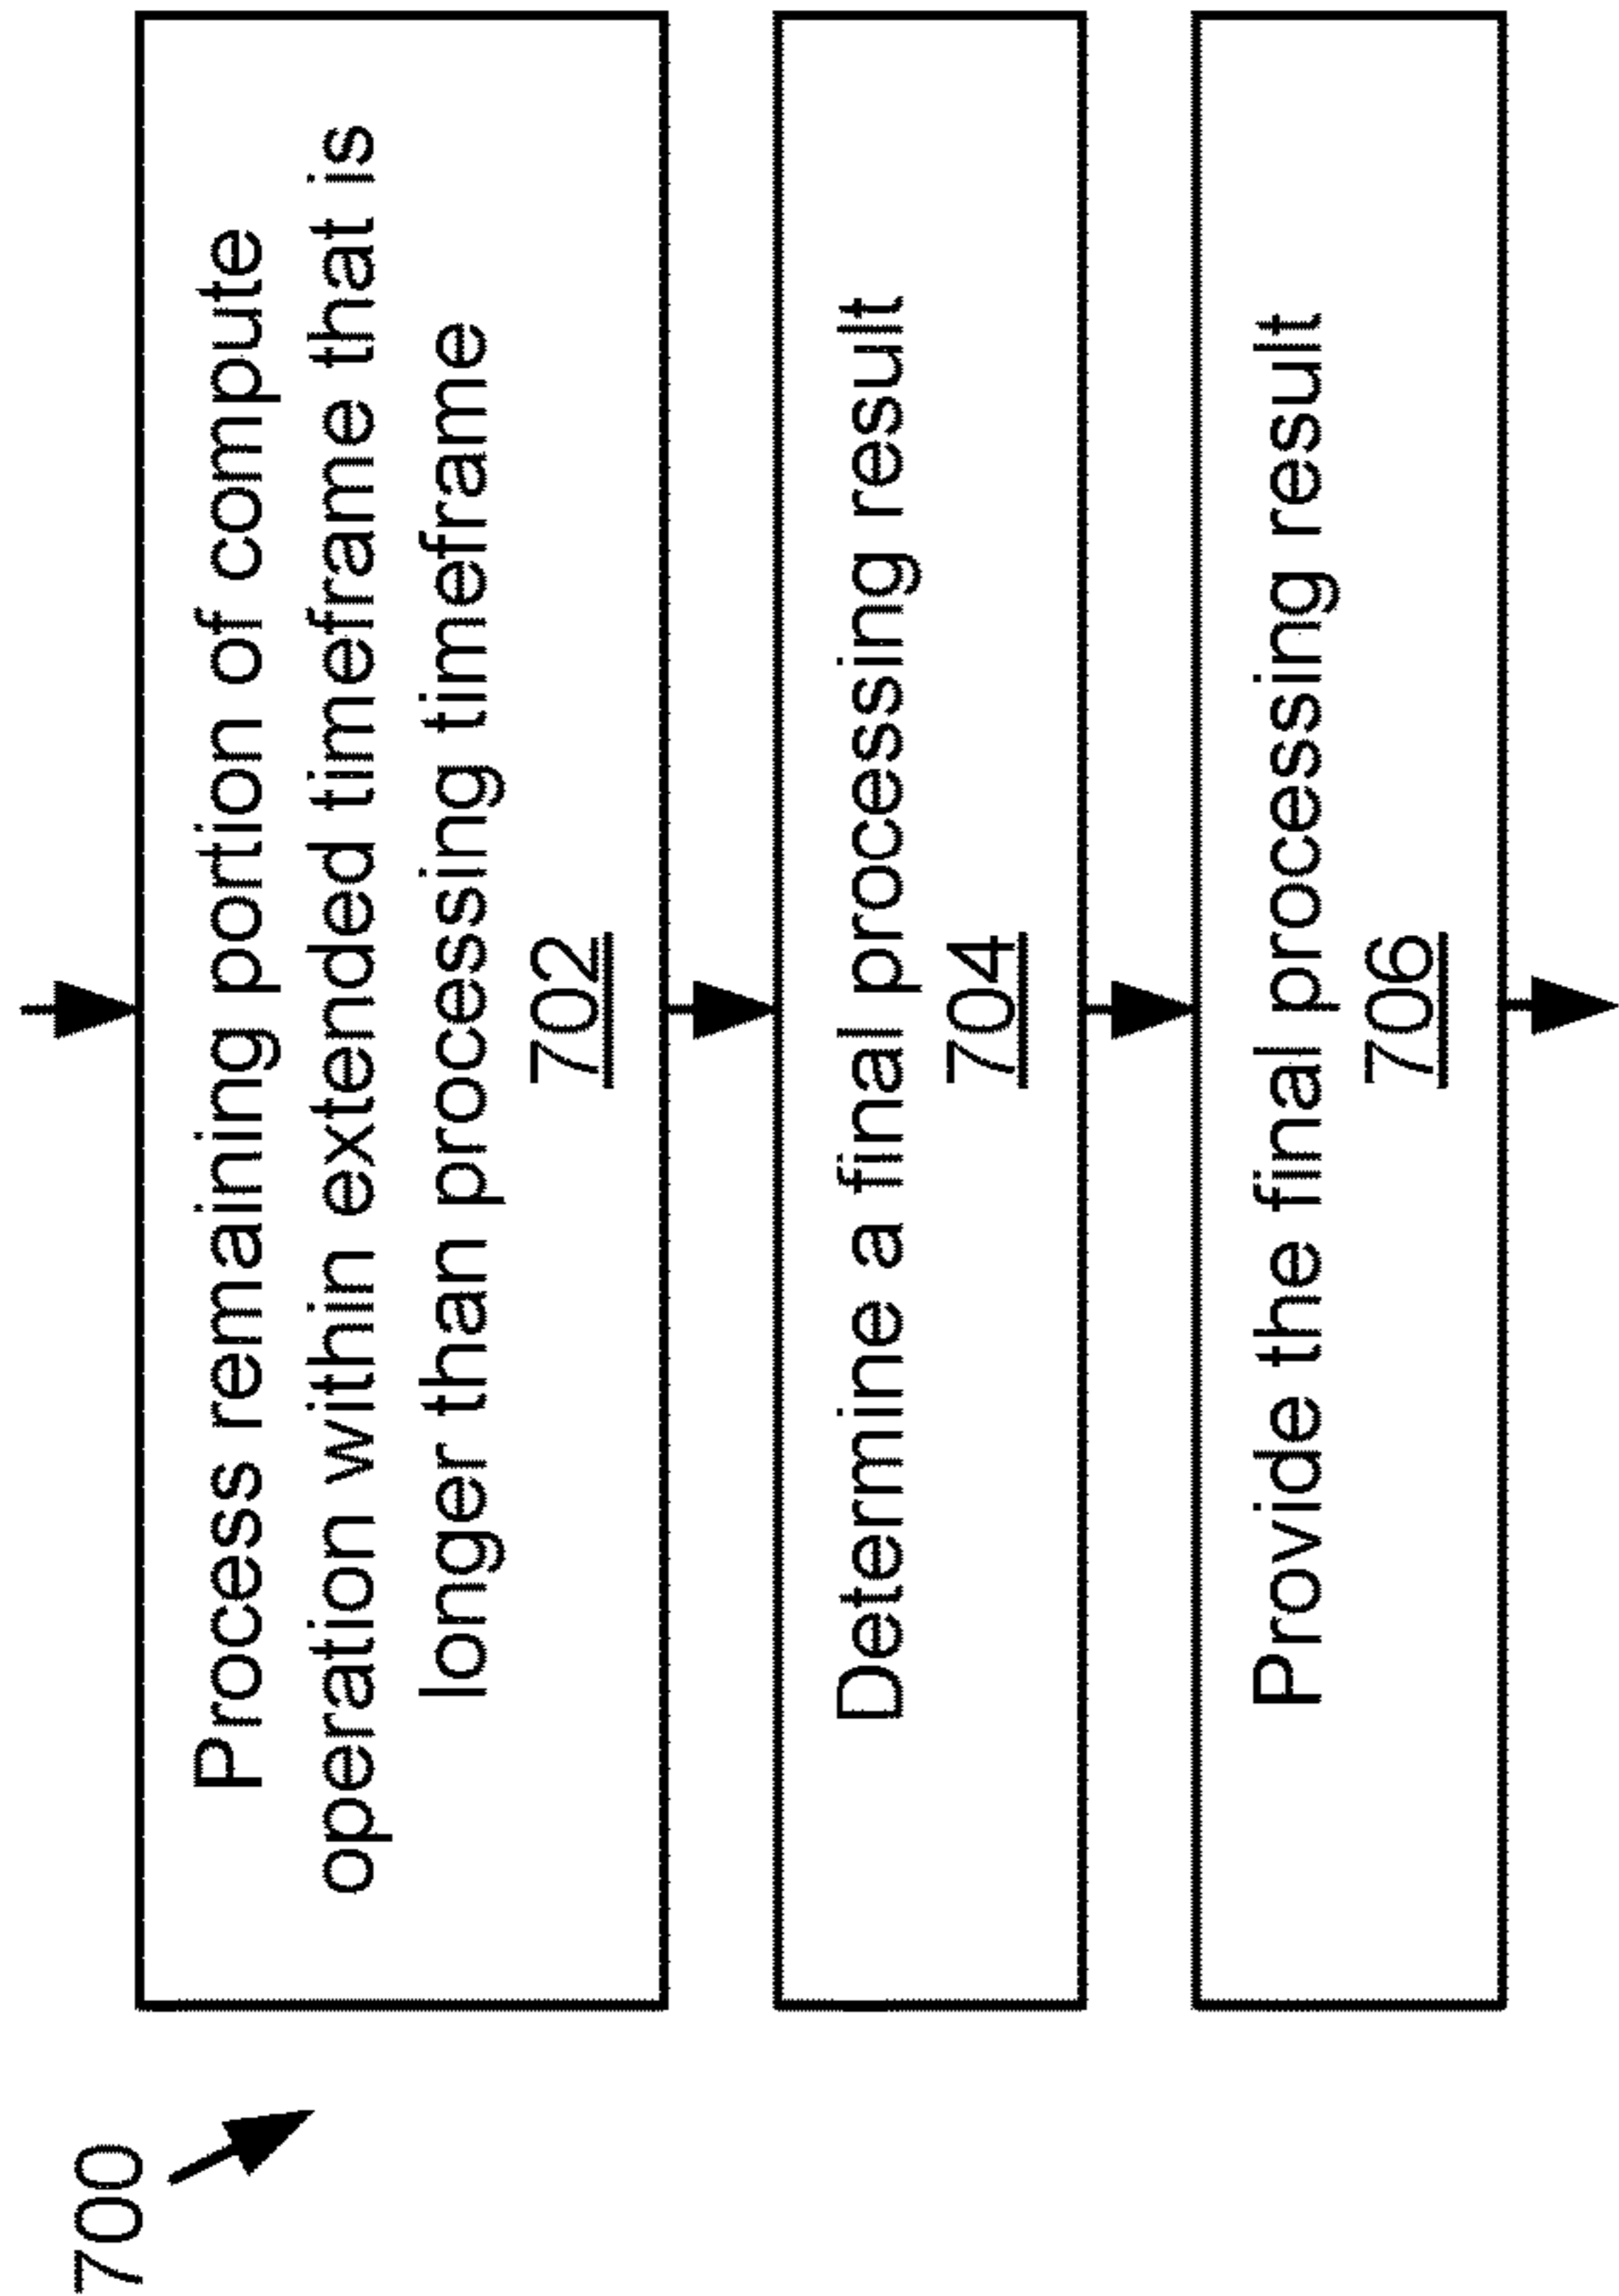 700
Process remaining portion of compute
operation within extended timeframe that is
longer than processing timeframe
702
Determine a final processing result
704
Provide the final processing result
706